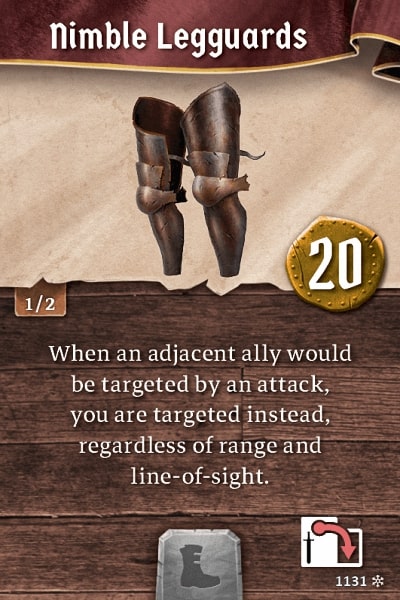 Nimble Legguards
20
1/2
When an adjacent ally would
be targeted by an attack,
you are targeted instead,
regardless of range and
line-of-sight.
1131 ✼